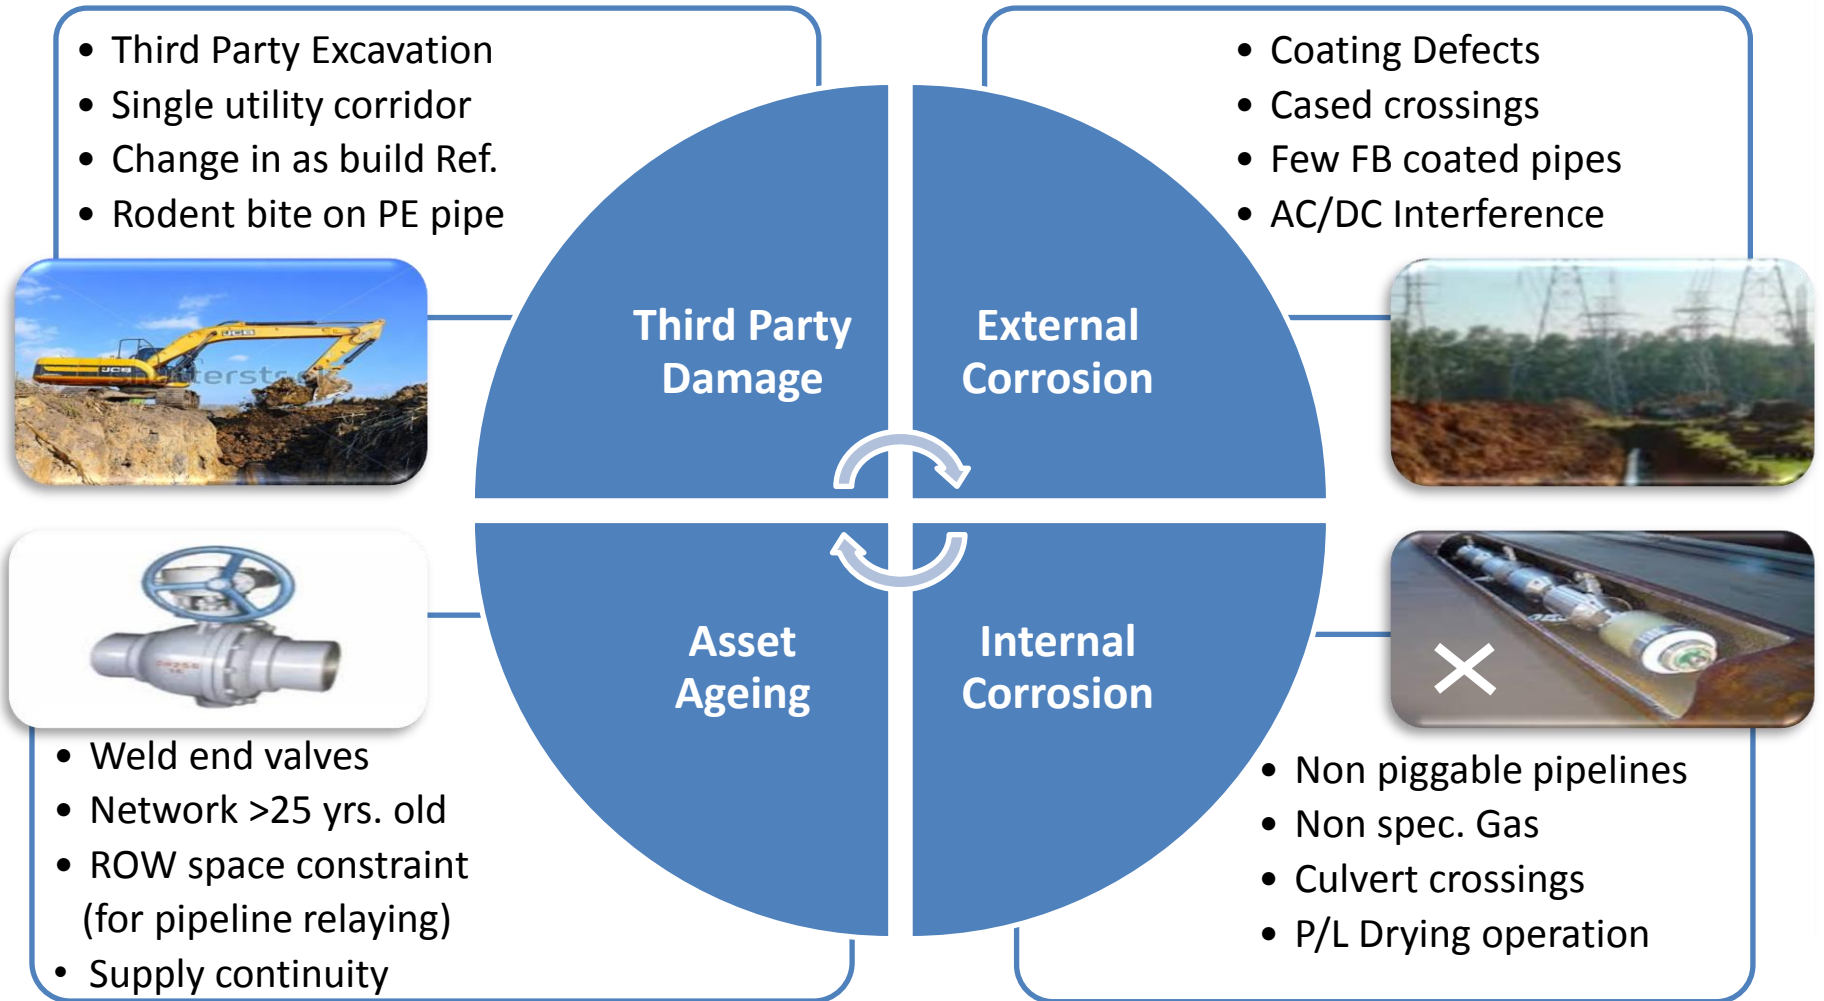 • Third Party Excavation
• Single utility corridor
• Change in as build Ref.
• Rodent bite on PE pipe
• Coating Defects
• Cased crossings
• Few FB coated pipes
• AC/DC Interference
JCB
JCB
Third Party
Damage
External
Corrosion
Asset
Ageing
Internal
Corrosion
• Weld end valves
• Network >25 yrs. old
• ROW space constraint
(for pipeline relaying)
• Supply continuity
• Non piggable pipelines
• Non spec. Gas
• Culvert crossings
• P/L Drying operation